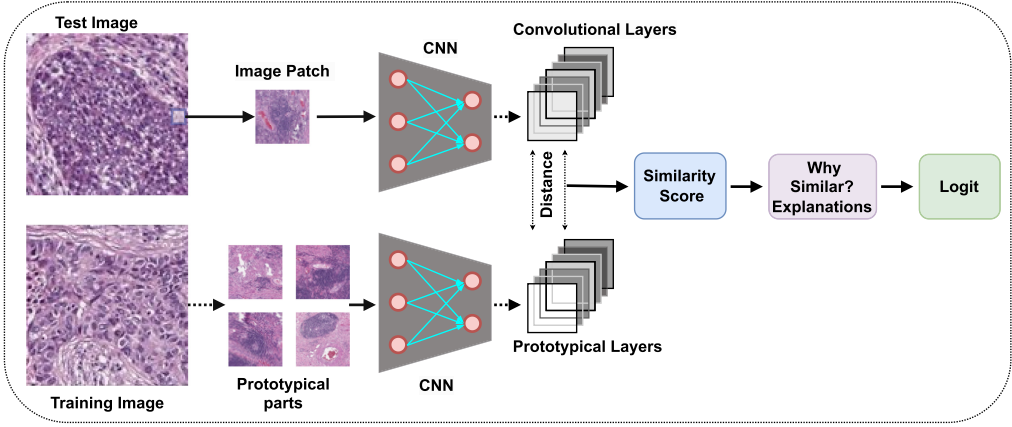 Test Image
Image Patch
CNN
Convolutional Layers
Distance
Similarity
Score
Why
Similar?
Explanations
Logit
Training Image
Prototypical
parts
CNN
Prototypical Layers